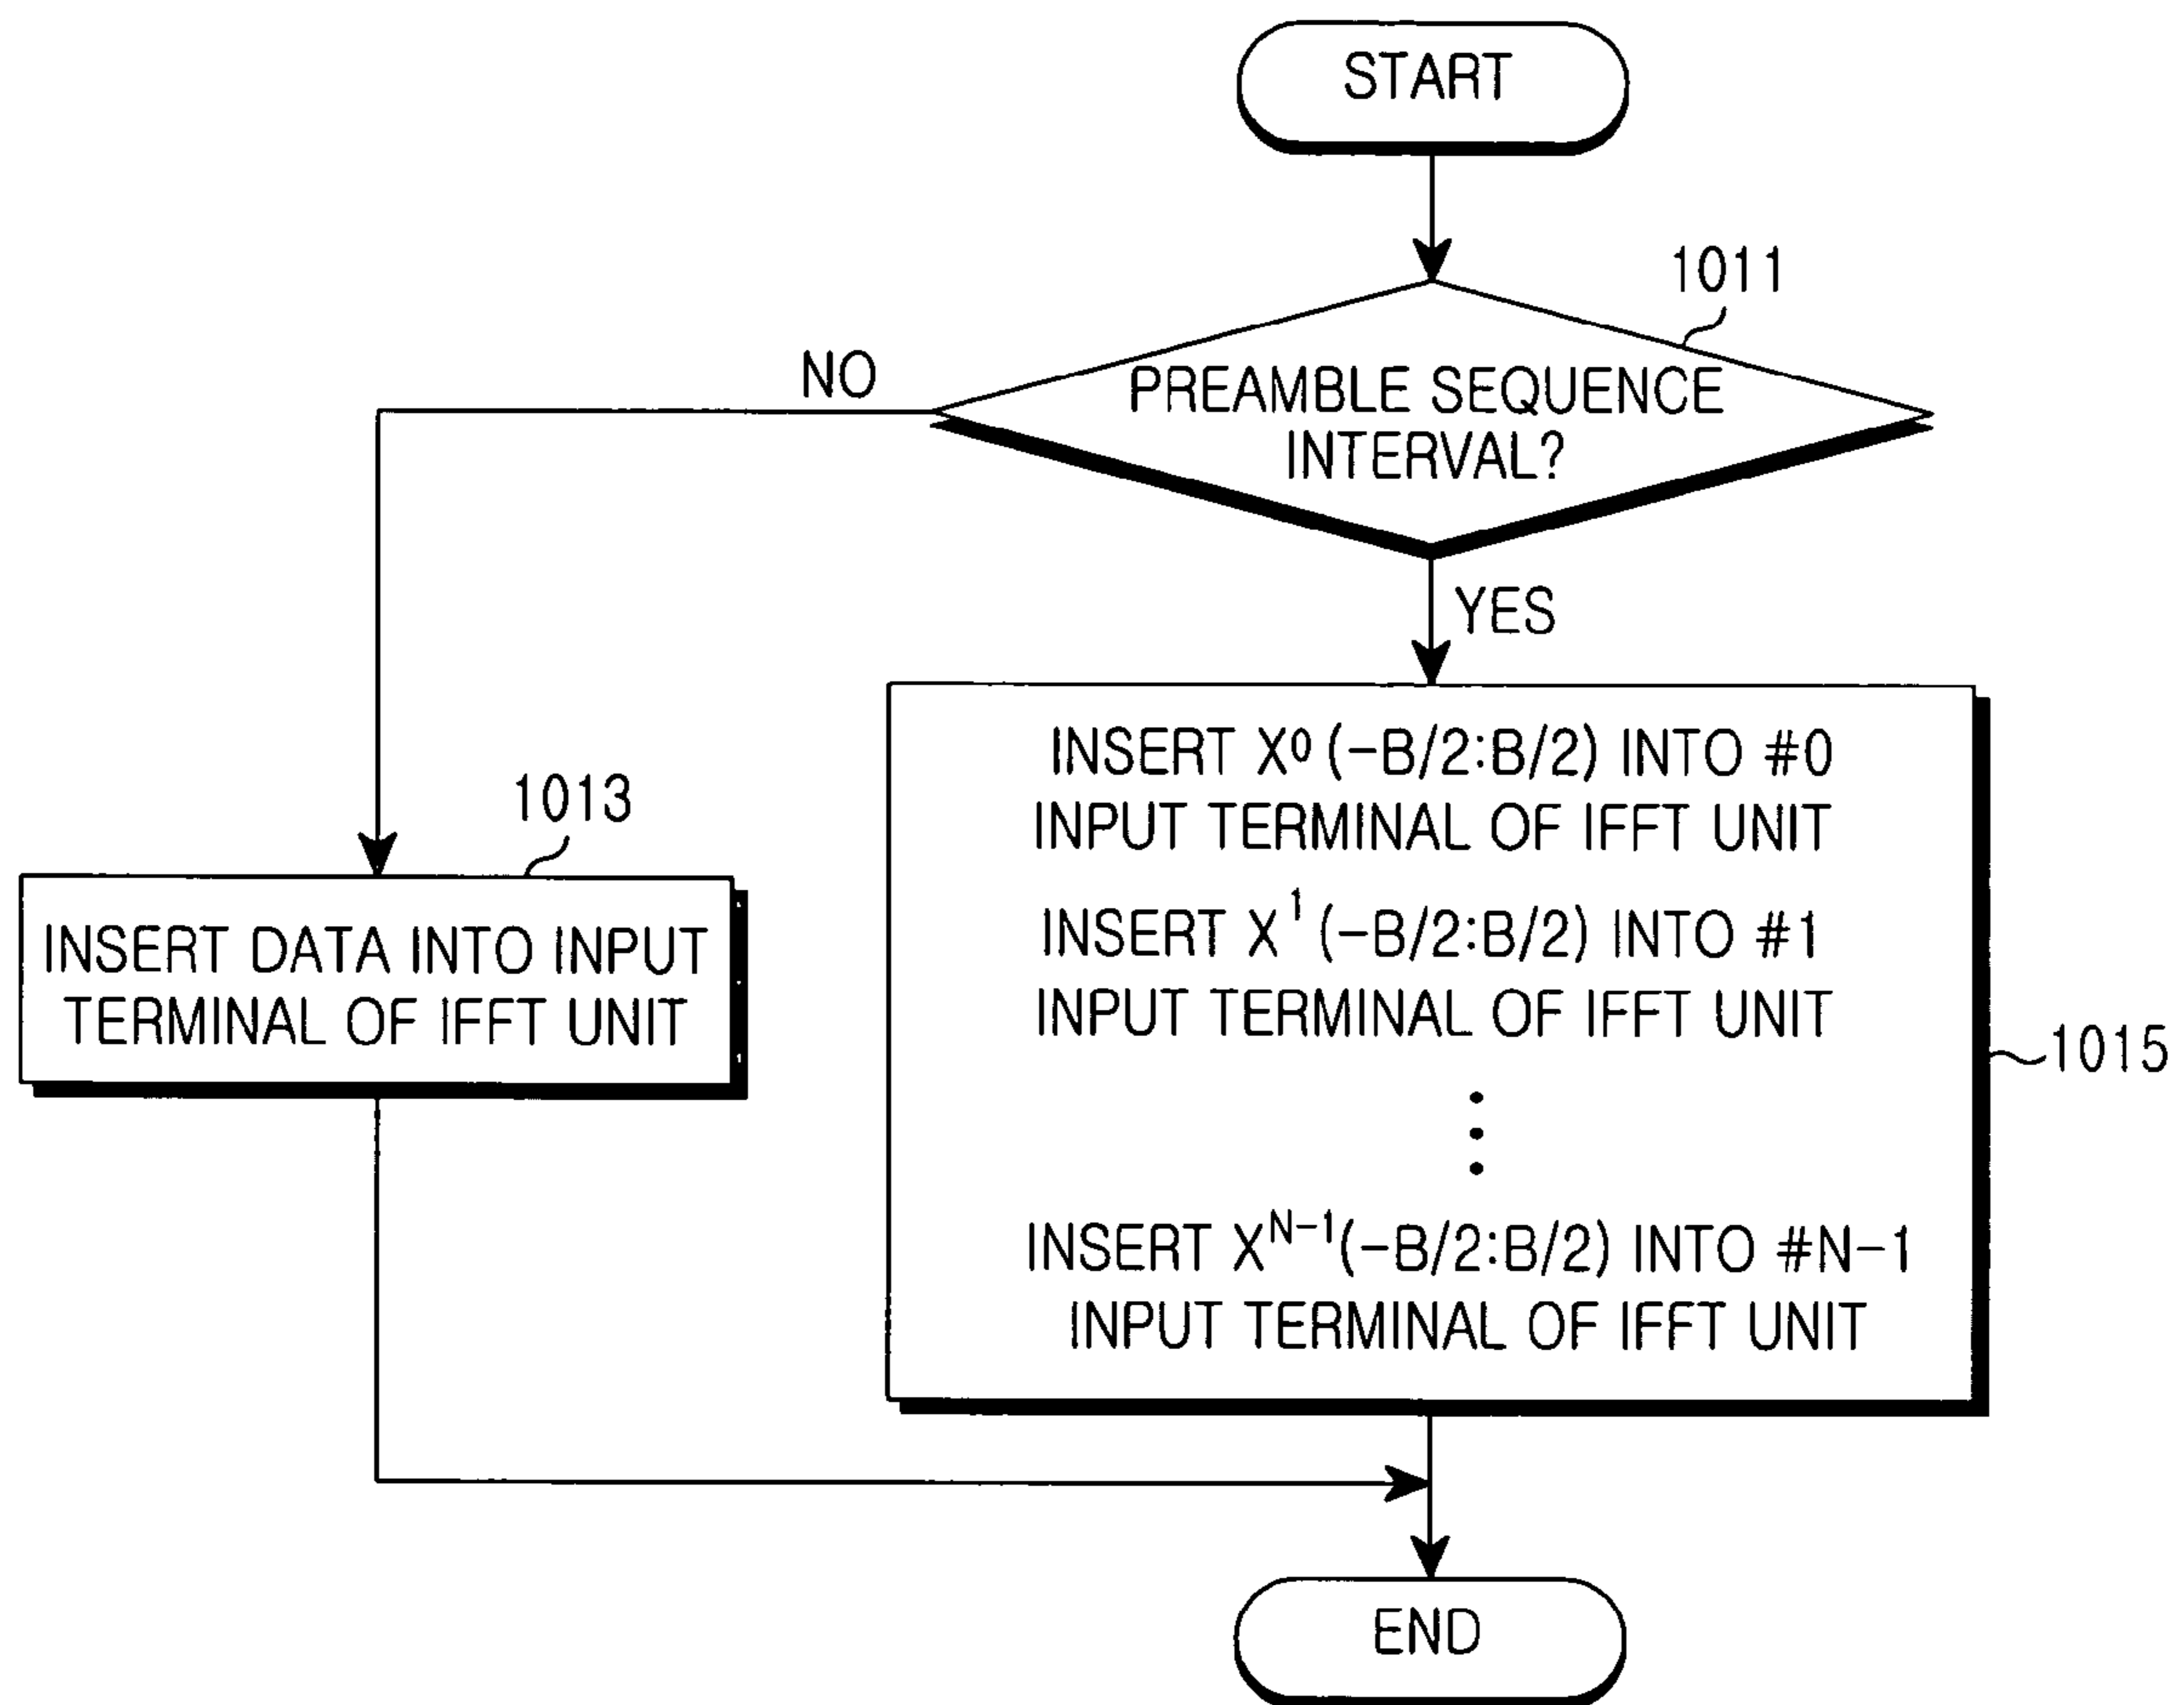 START
1011
NO
PREAMBLE SEQUENCE
INTERVAL?
YES
1013
INSERT DATA INTO INPUT
TERMINAL OF IFFT UNIT
INSERT X⁰(−B/2:B/2) INTO #0
INPUT TERMINAL OF IFFT UNIT
INSERT X¹(−B/2:B/2) INTO #1
INPUT TERMINAL OF IFFT UNIT
⋮
INSERT Xᴺ⁻¹(−B/2:B/2) INTO #N−1
INPUT TERMINAL OF IFFT UNIT
1015
END